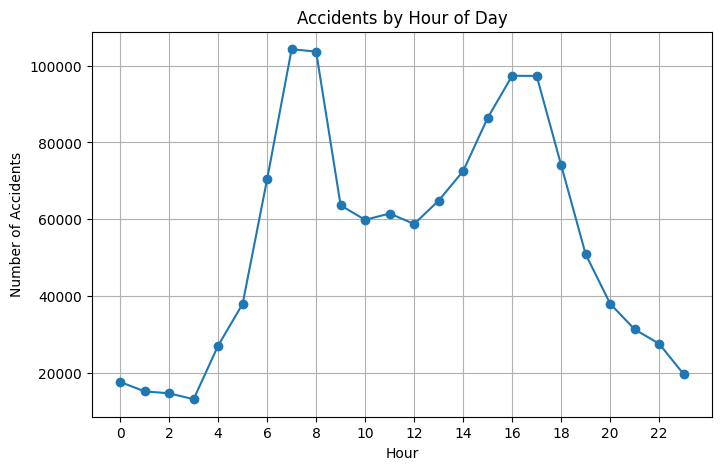 Accidents by Hour of Day
Number of Accidents
100000
80000
60000
40000
20000
0 2 4 6 8 10 12 14 16 18 20 22
Hour